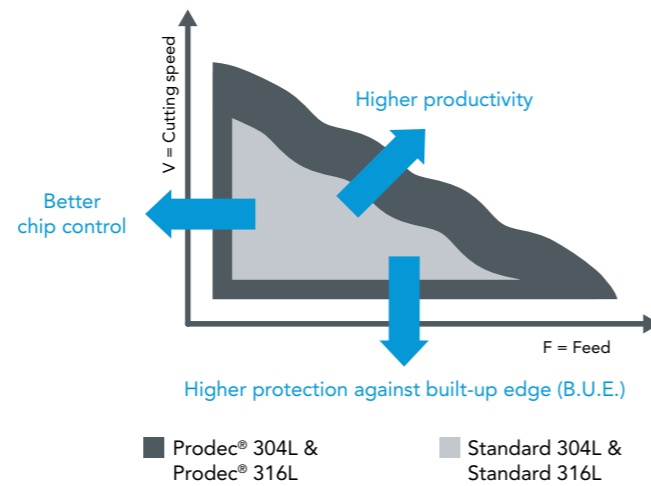 V = Cutting speed
Higher productivity
Better
chip control
F = Feed
Higher protection against built-up edge (B.U.E.)
Prodec® 304L &
Prodec® 316L
Standard 304L &
Standard 316L